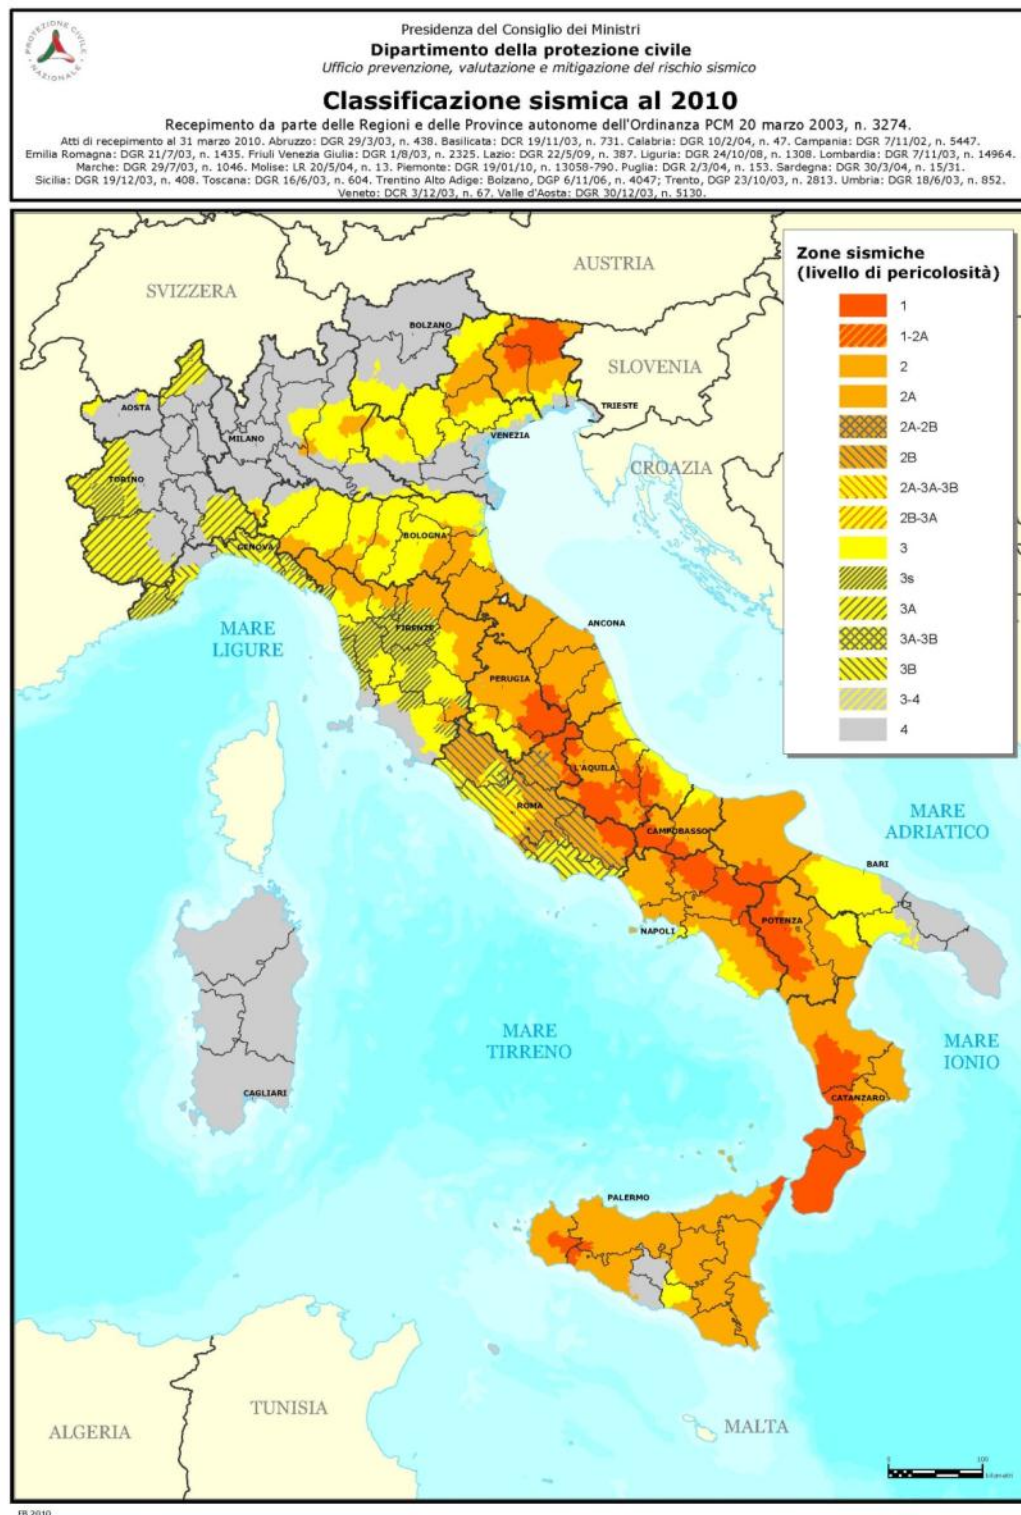 PROTEZIONE CIVILE
NAZIONALE
Presidenza del Consiglio dei Ministri
Dipartimento della protezione civile
Ufficio prevenzione, valutazione e mitigazione del rischio sismico
Classificazione sismica al 2010
Recepimento da parte delle Regioni e delle Province autonome dell'Ordinanza PCM 20 marzo 2003, n. 3274.
Atti di recepimento al 31 marzo 2010. Abruzzo: DGR 29/3/03, n. 438. Basilicata: DCR 19/11/03, n. 731. Calabria: DGR 10/2/04, n. 47. Campania: DGR 7/11/02, n. 5447.
Emilia Romagna: DGR 21/7/03, n. 1435. Friuli Venezia Giulia: DGR 1/8/03, n. 2325. Lazio: DGR 22/5/09, n. 387. Liguria: DGR 24/10/08, n. 1308. Lombardia: DGR 7/11/03, n. 14964.
Marche: DGR 29/7/03, n. 1046. Molise: LR 20/5/04, n. 13. Piemonte: DGR 19/01/10, n. 13058-790. Puglia: DGR 2/3/04, n. 153. Sardegna: DGR 30/3/04, n. 15/31.
Sicilia: DGR 19/12/03, n. 408. Toscana: DGR 16/6/03, n. 604. Trentino Alto Adige: Bolzano, DGP 6/11/06, n. 4047; Trento, DGP 23/10/03, n. 2813. Umbria: DGR 18/6/03, n. 852.
Veneto: DCR 3/12/03, n. 67. Valle d'Aosta: DGR 30/12/03, n. 5130.
Zone sismiche
(livello di pericolosità)
1
1-2A
2
2A
2A-2B
2B
2A-3A-3B
2B-3A
3
3s
3A
3A-3B
3B
3-4
4
AUSTRIA
SVIZZERA
BOLZANO
SLOVENIA
AOSTA
TRIESTE
MILANO
VENEZIA
CROAZIA
TORINO
BOLOGNA
GENOVA
MARE
LIGURE
FIRENZE
ANCONA
PERUGIA
L'AQUILA
ROMA
CAMPOBASSO
MARE
ADRIATICO
BARI
NAPOLI
POTENZA
MARE
TIRRENO
MARE
IONIO
CAGLIARI
CATANZARO
PALERMO
TUNISIA
ALGERIA
MALTA
0
100
kilometri
FB 2010